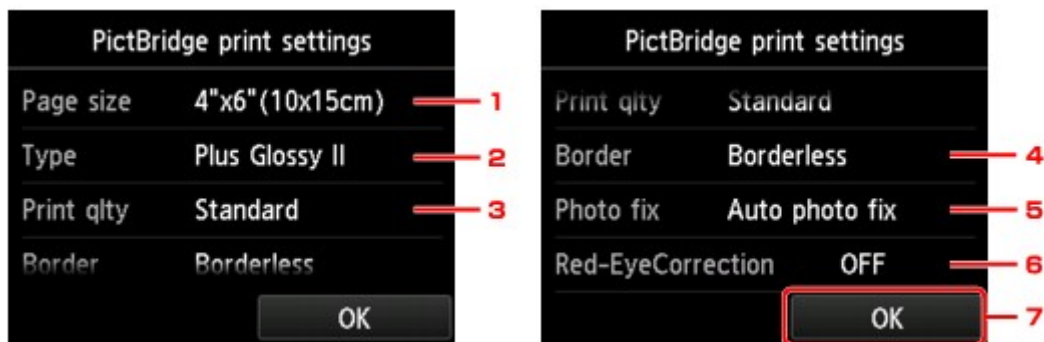 PictBridge print settings
Page size 4"x6"(10x15cm) 1
Type Plus Glossy II 2
Print qlty Standard 3
Border Borderless
OK
PictBridge print settings
Print qlty Standard
Border Borderless 4
Photo fix Auto photo fix 5
Red-EyeCorrection OFF 6
OK 7